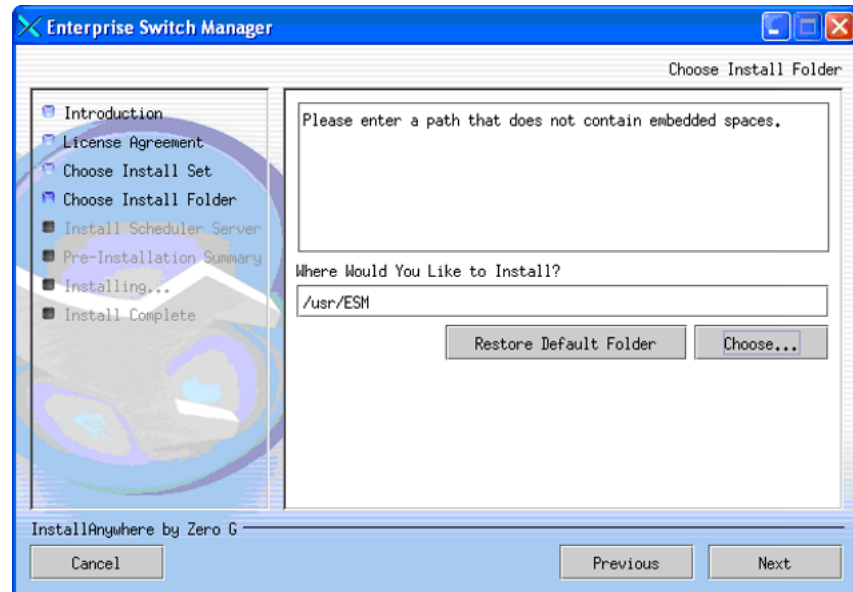 Enterprise Switch Manager
Choose Install Folder
Introduction
License Agreement
Choose Install Set
Choose Install Folder
Install Scheduler Server
Pre-Installation Summary
Installing...
Install Complete
Please enter a path that does not contain embedded spaces.
Where Would You Like to Install?
/usr/ESM
Restore Default Folder
Choose...
InstallAnywhere by Zero G
Cancel
Previous
Next